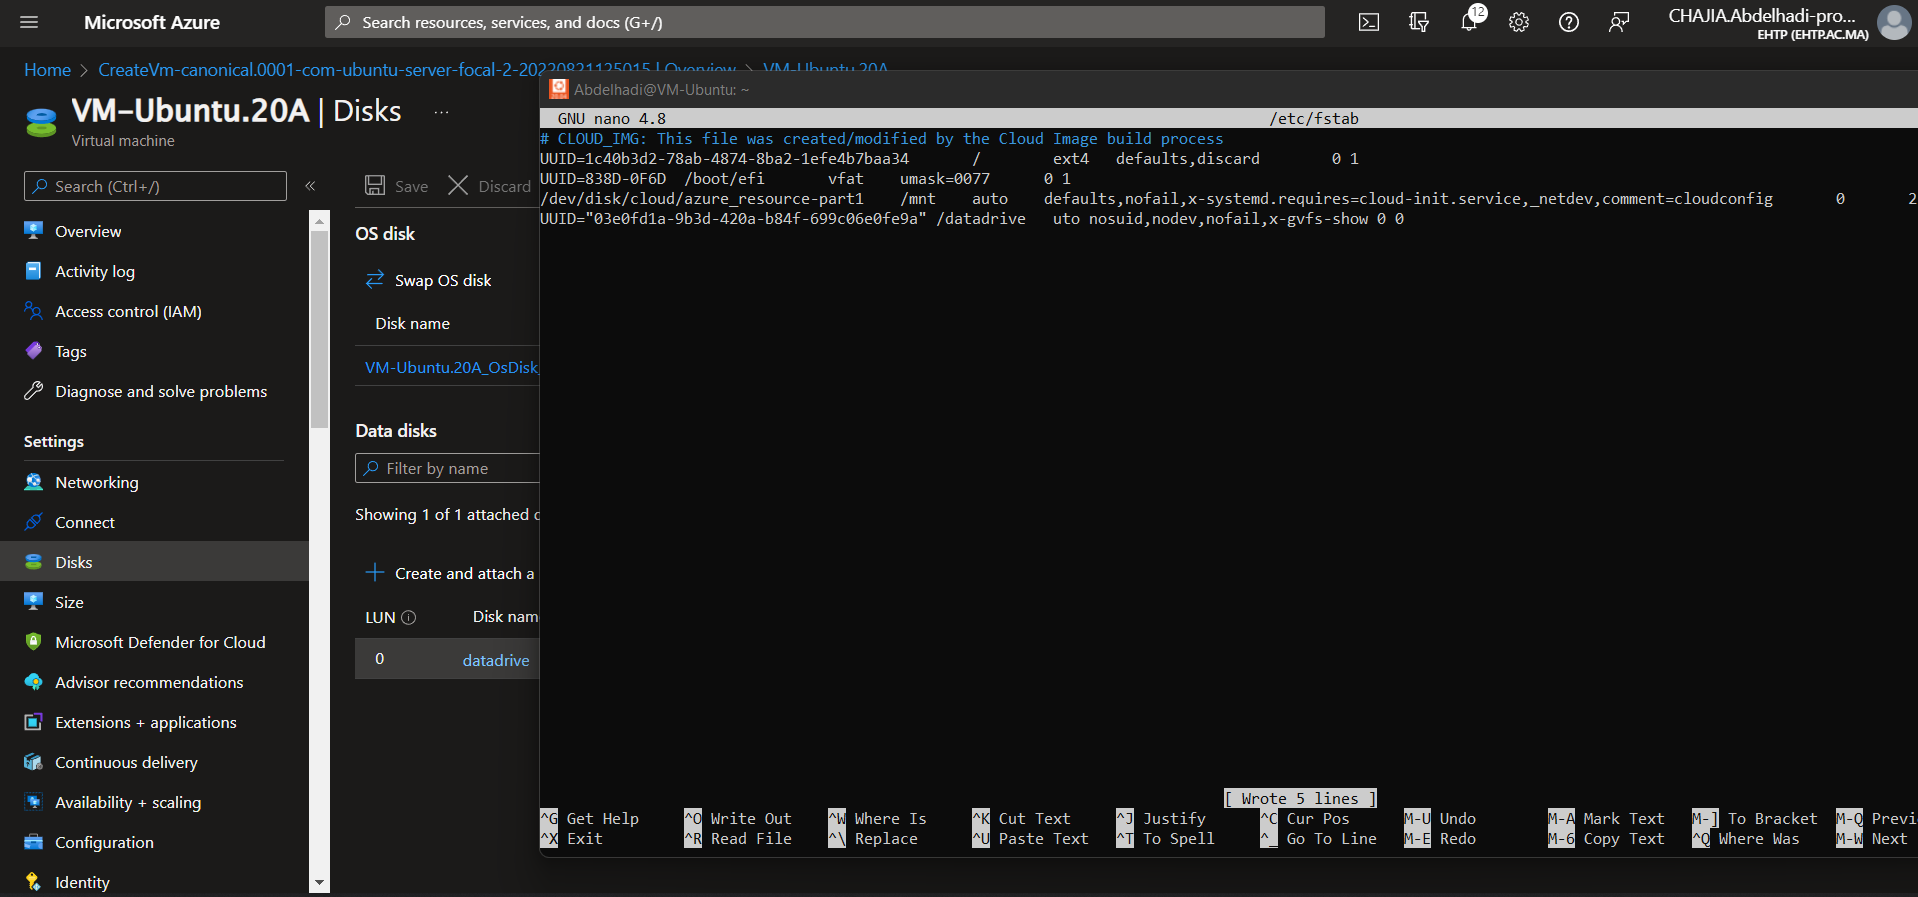 Microsoft Azure
Search resources, services, and docs (G+/)
12
CHAJIA.Abdelhadi-pro...
EHTP (EHTP.AC.MA)
Home > CreateVm-canonical.0001-com-ubuntu-server-focal-2-20220821125015 | Overview > VM-Ubuntu.20A
VM-Ubuntu.20A | Disks ...
Virtual machine
Search (Ctrl+/)
«
Overview
Activity log
Access control (IAM)
Tags
Diagnose and solve problems
Settings
Networking
Connect
Disks
Size
Microsoft Defender for Cloud
Advisor recommendations
Extensions + applications
Continuous delivery
Availability + scaling
Configuration
Identity
Save
Discard
OS disk
Swap OS disk
Disk name
VM-Ubuntu.20A_OsDisk_
Data disks
Filter by name
Showing 1 of 1 attached
Create and attach a
LUN
Disk nam
0
datadrive
Abdelhadi@VM-Ubuntu: ~
GNU nano 4.8 /etc/fstab
# CLOUD_IMG: This file was created/modified by the Cloud Image build process
UUID=1c40b3d2-78ab-4874-8ba2-1efe4b7baa34 / ext4 defaults,discard 0 1
UUID=838D-0F6D /boot/efi vfat umask=0077 0 1
/dev/disk/cloud/azure_resource-part1 /mnt auto defaults,nofail,x-systemd.requires=cloud-init.service,_netdev,comment=cloudconfig 0 2
UUID="03e0fd1a-9b3d-420a-b84f-699c06e0fe9a" /datadrive uto nosuid,nodev,nofail,x-gvfs-show 0 0
[ Wrote 5 lines ]
^G Get Help ^O Write Out ^W Where Is ^K Cut Text ^J Justify ^C Cur Pos M-U Undo M-A Mark Text M-] To Bracket M-Q Previ
^X Exit ^R Read File ^\ Replace ^U Paste Text ^T To Spell ^_ Go To Line M-E Redo M-6 Copy Text ^Q Where Was M-W Next